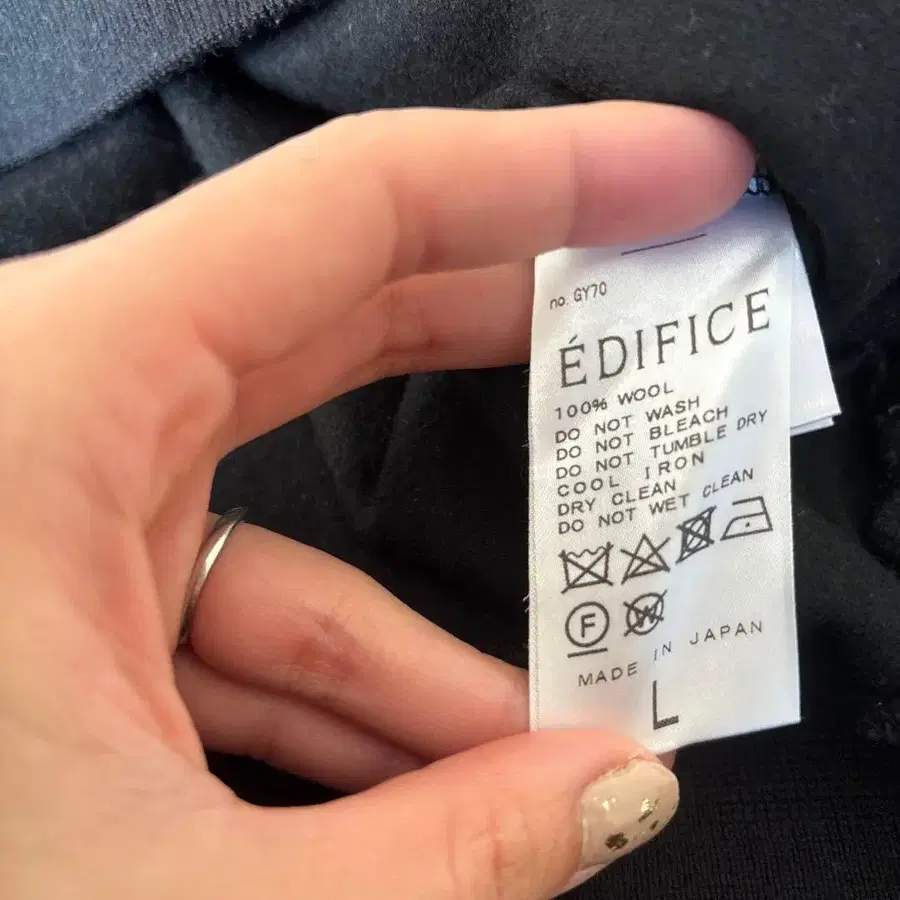 no. GY70
ÉDIFICE
100% WOOL
DO NOT WASH
DO NOT BLEACH
DO NOT TUMBLE DRY
COOL IRON
DRY CLEAN
DO NOT WET CLEAN
F W
MADE IN JAPAN
L